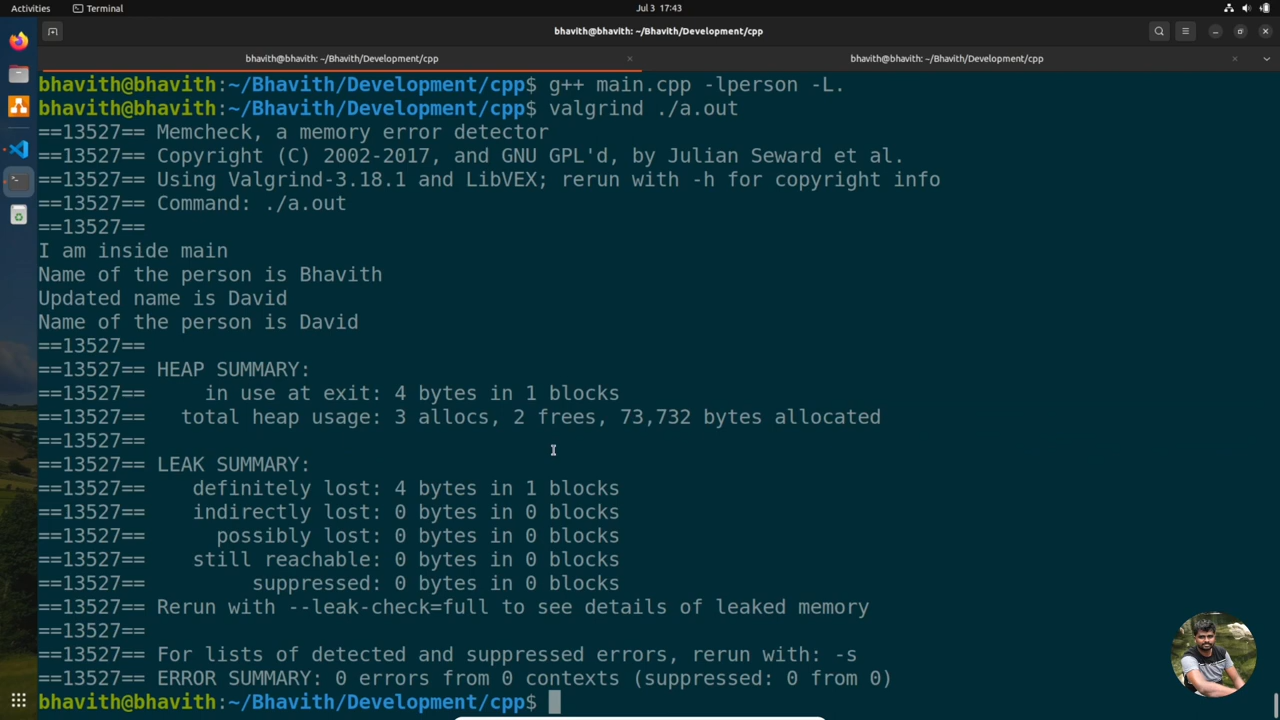 Activities
Terminal
Jul 3 17:43
bhavith@bhavith: ~/Bhavith/Development/cpp
bhavith@bhavith: ~/Bhavith/Development/cpp
bhavith@bhavith: ~/Bhavith/Development/cpp
bhavith@bhavith:~/Bhavith/Development/cpp$ g++ main.cpp -lperson -L.
bhavith@bhavith:~/Bhavith/Development/cpp$ valgrind ./a.out
==13527== Memcheck, a memory error detector
==13527== Copyright (C) 2002-2017, and GNU GPL'd, by Julian Seward et al.
==13527== Using Valgrind-3.18.1 and LibVEX; rerun with -h for copyright info
==13527== Command: ./a.out
==13527==
I am inside main
Name of the person is Bhavith
Updated name is David
Name of the person is David
==13527==
==13527== HEAP SUMMARY:
==13527==     in use at exit: 4 bytes in 1 blocks
==13527==   total heap usage: 3 allocs, 2 frees, 73,732 bytes allocated
==13527==
==13527== LEAK SUMMARY:
==13527==    definitely lost: 4 bytes in 1 blocks
==13527==    indirectly lost: 0 bytes in 0 blocks
==13527==      possibly lost: 0 bytes in 0 blocks
==13527==    still reachable: 0 bytes in 0 blocks
==13527==         suppressed: 0 bytes in 0 blocks
==13527== Rerun with --leak-check=full to see details of leaked memory
==13527==
==13527== For lists of detected and suppressed errors, rerun with: -s
==13527== ERROR SUMMARY: 0 errors from 0 contexts (suppressed: 0 from 0)
bhavith@bhavith:~/Bhavith/Development/cpp$